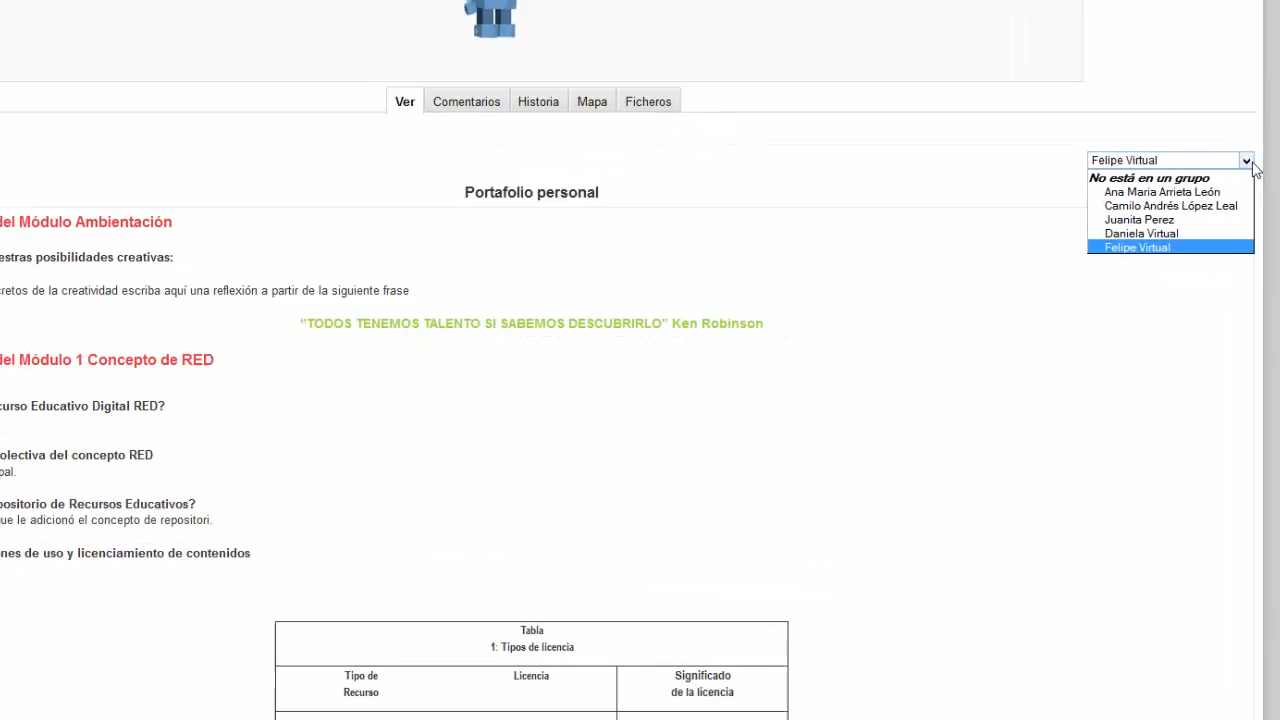 Ver Comentarios Historia Mapa Ficheros
Felipe Virtual
No está en un grupo
Ana Maria Arrieta León
Camilo Andrés López Leal
Juanita Perez
Daniela Virtual
Felipe Virtual
Portafolio personal
del Módulo Ambientación
estras posibilidades creativas:
cretos de la creatividad escriba aquí una reflexión a partir de la siguiente frase
"TODOS TENEMOS TALENTO SI SABEMOS DESCUBRIRLO" Ken Robinson
del Módulo 1 Concepto de RED
curso Educativo Digital RED?
olectiva del concepto RED
pal.
positorio de Recursos Educativos?
que le adicionó el concepto de repositori.
nes de uso y licenciamiento de contenidos
Tabla
1: Tipos de licencia
Tipo de Recurso
Licencia
Significado de la licencia